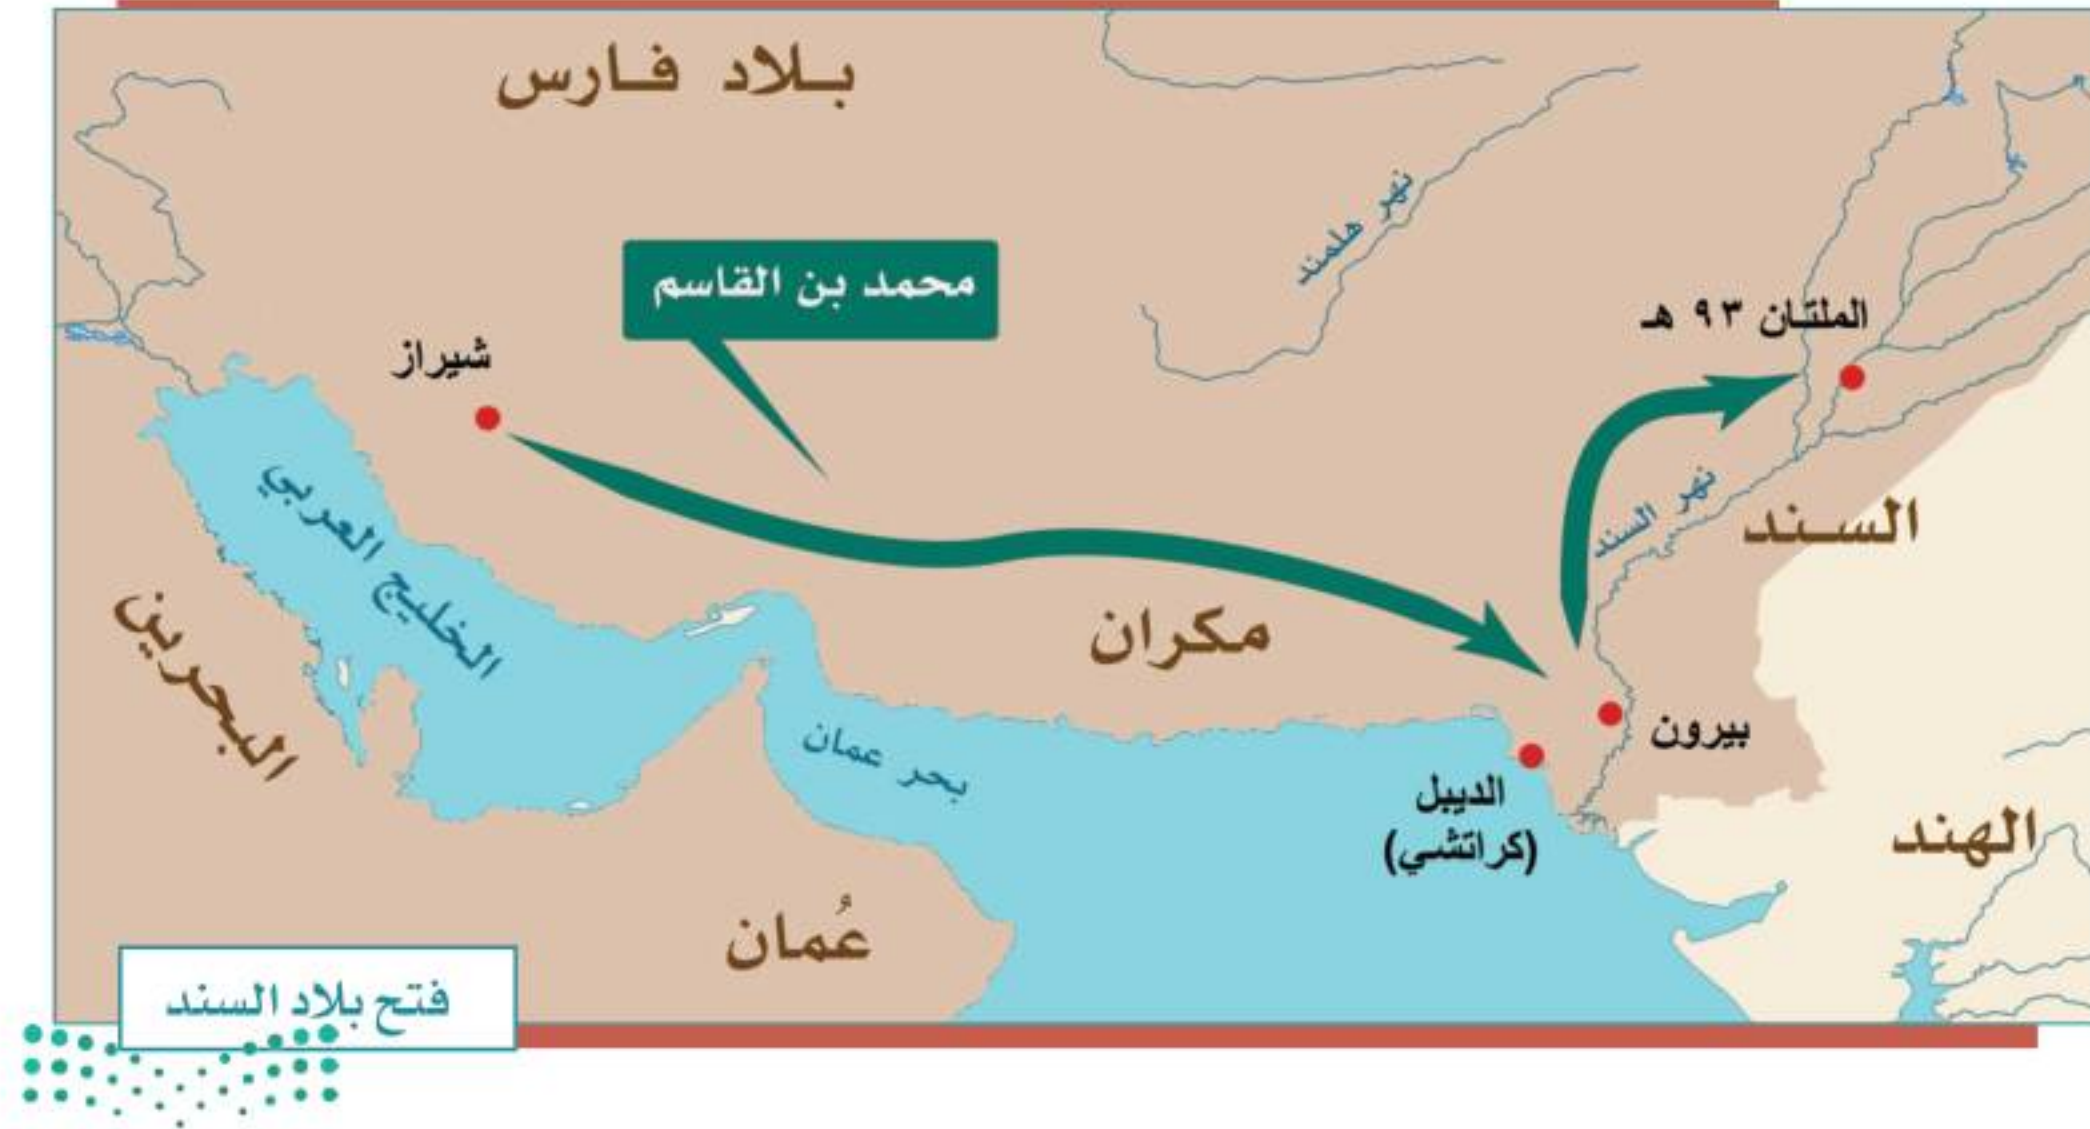 بلاد فارس
نهر هلمند
محمد بن القاسم
الملتان ٩٣ هـ
شيراز
نهر السند
السند
الخليج العربي
مكران
البحرين
بيرون
بحر عمان
الديبل
(كراتشي)
الهند
عُمان
فتح بلاد السند